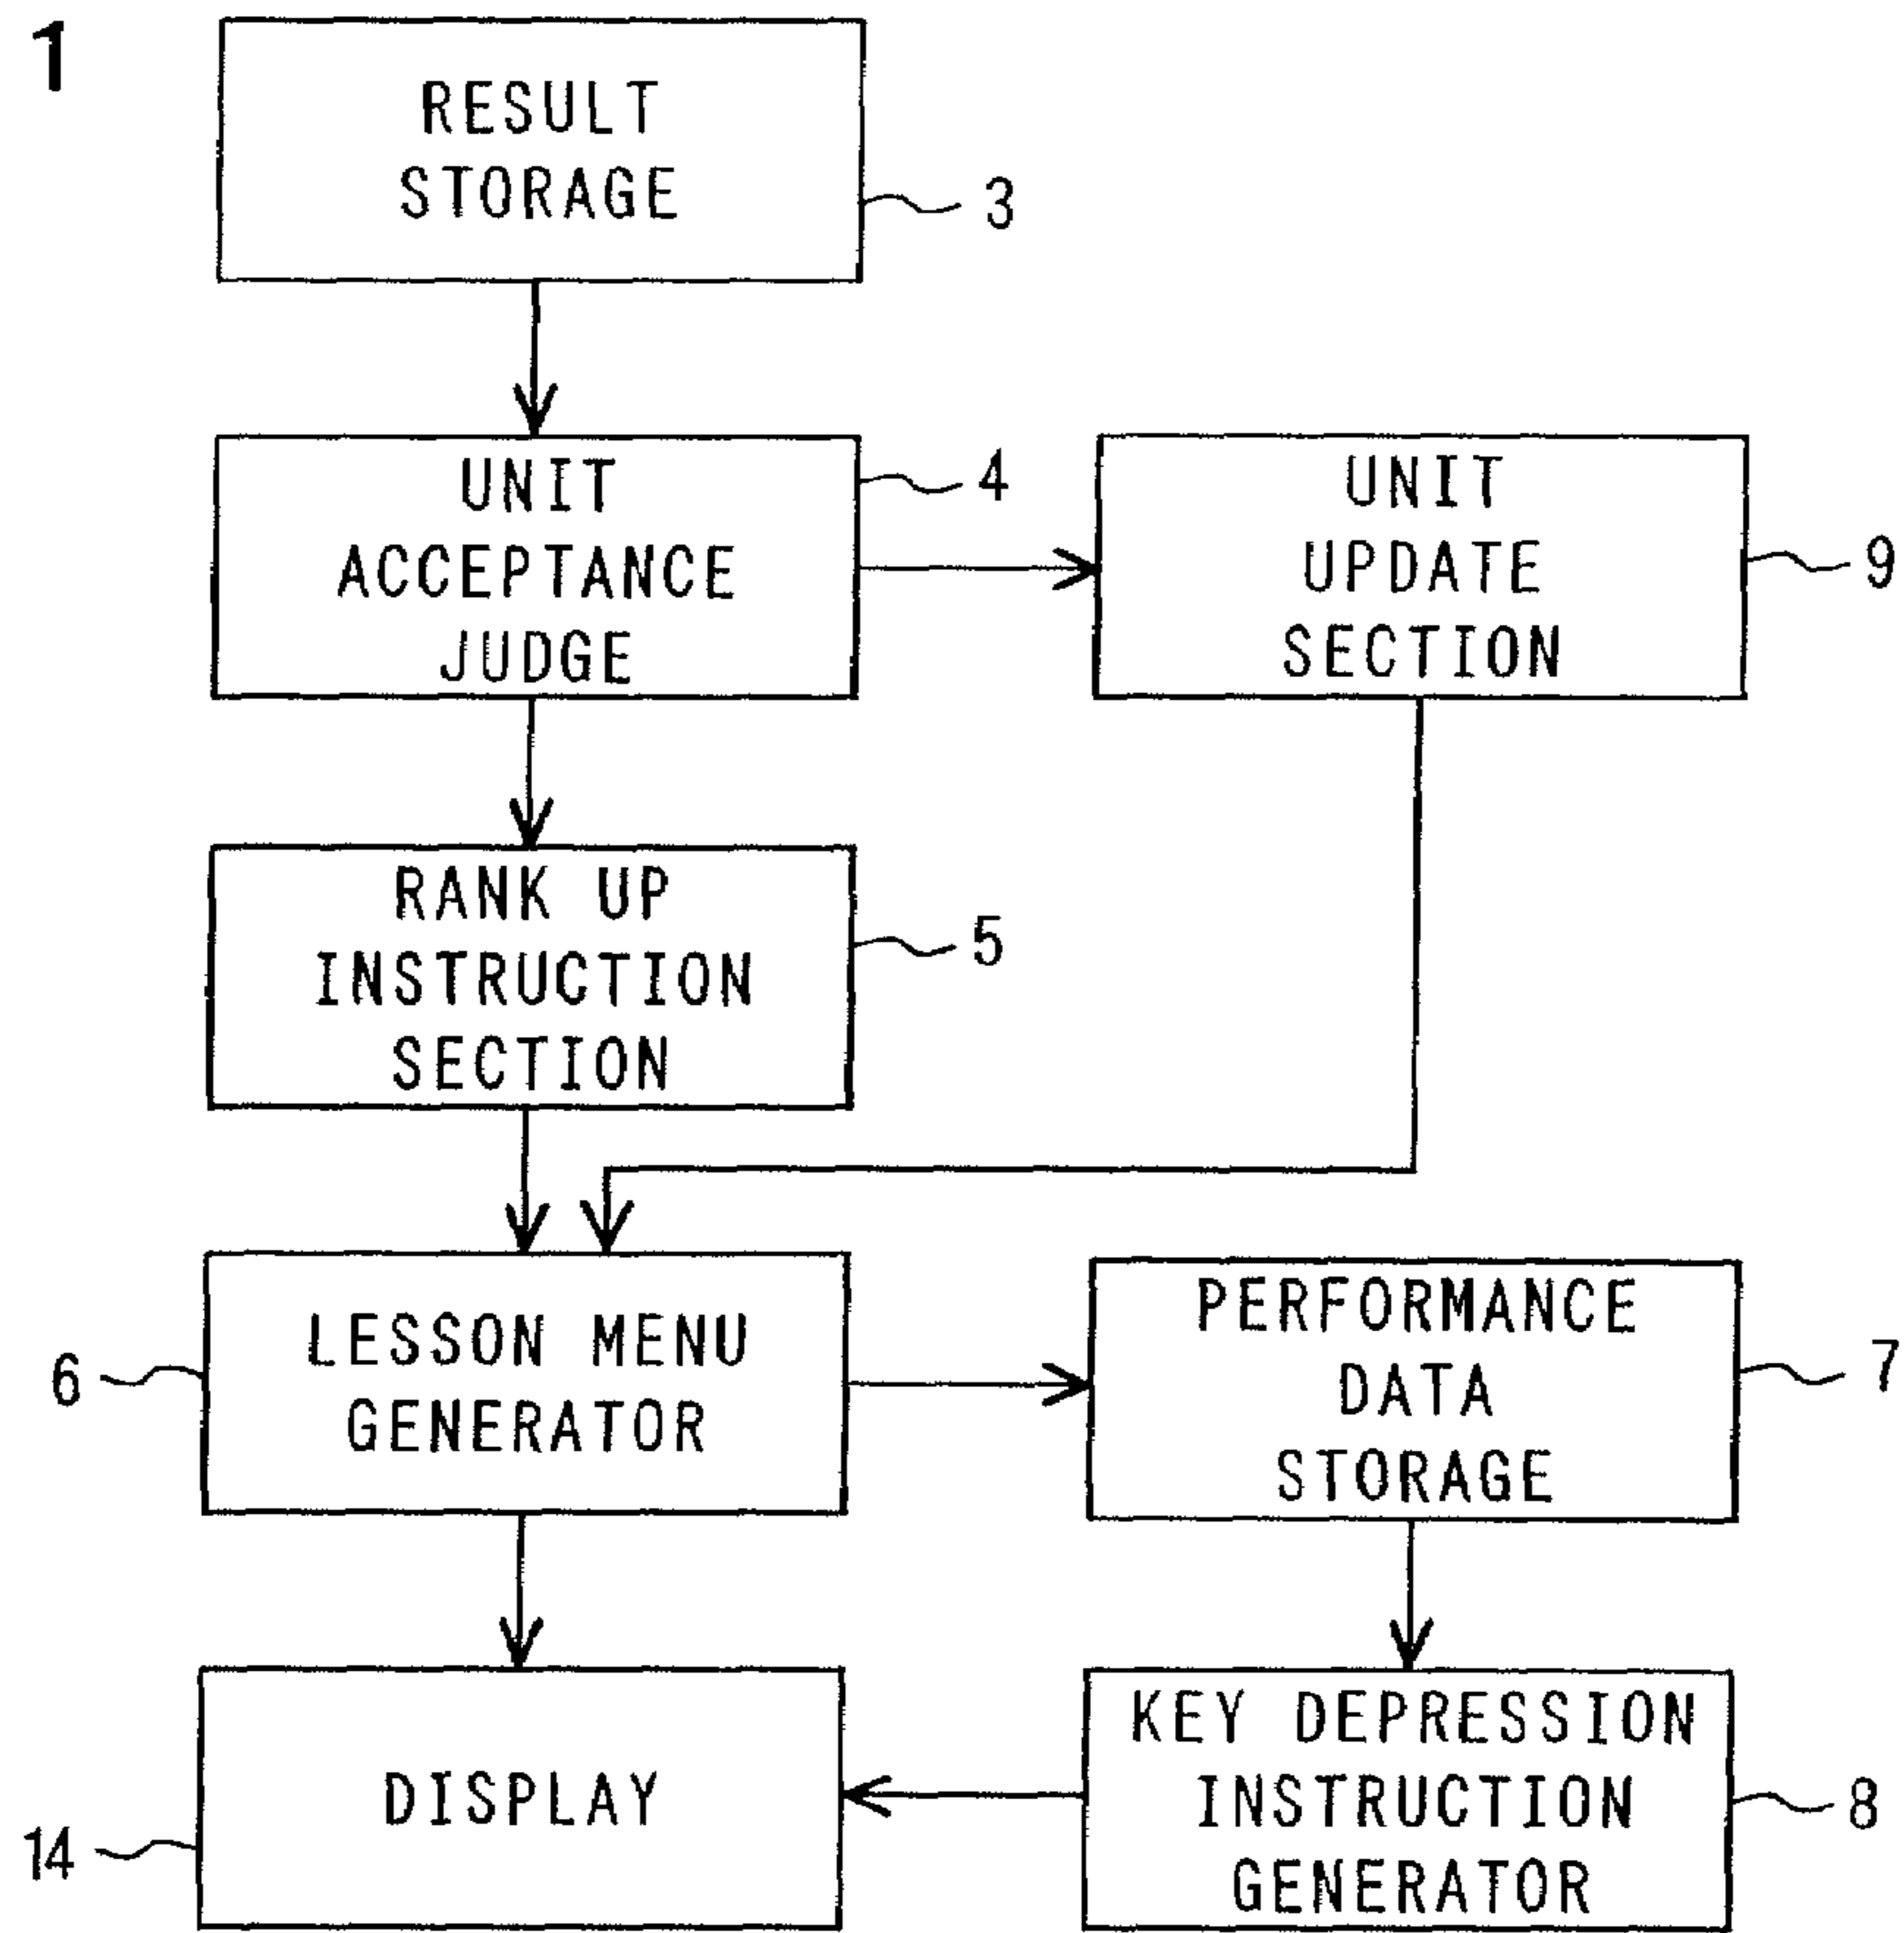 1
RESULT
STORAGE
3
UNIT
ACCEPTANCE
JUDGE
4
UNIT
UPDATE
SECTION
9
RANK UP
INSTRUCTION
SECTION
5
LESSON MENU
GENERATOR
6
PERFORMANCE
DATA
STORAGE
7
DISPLAY
14
KEY DEPRESSION
INSTRUCTION
GENERATOR
8